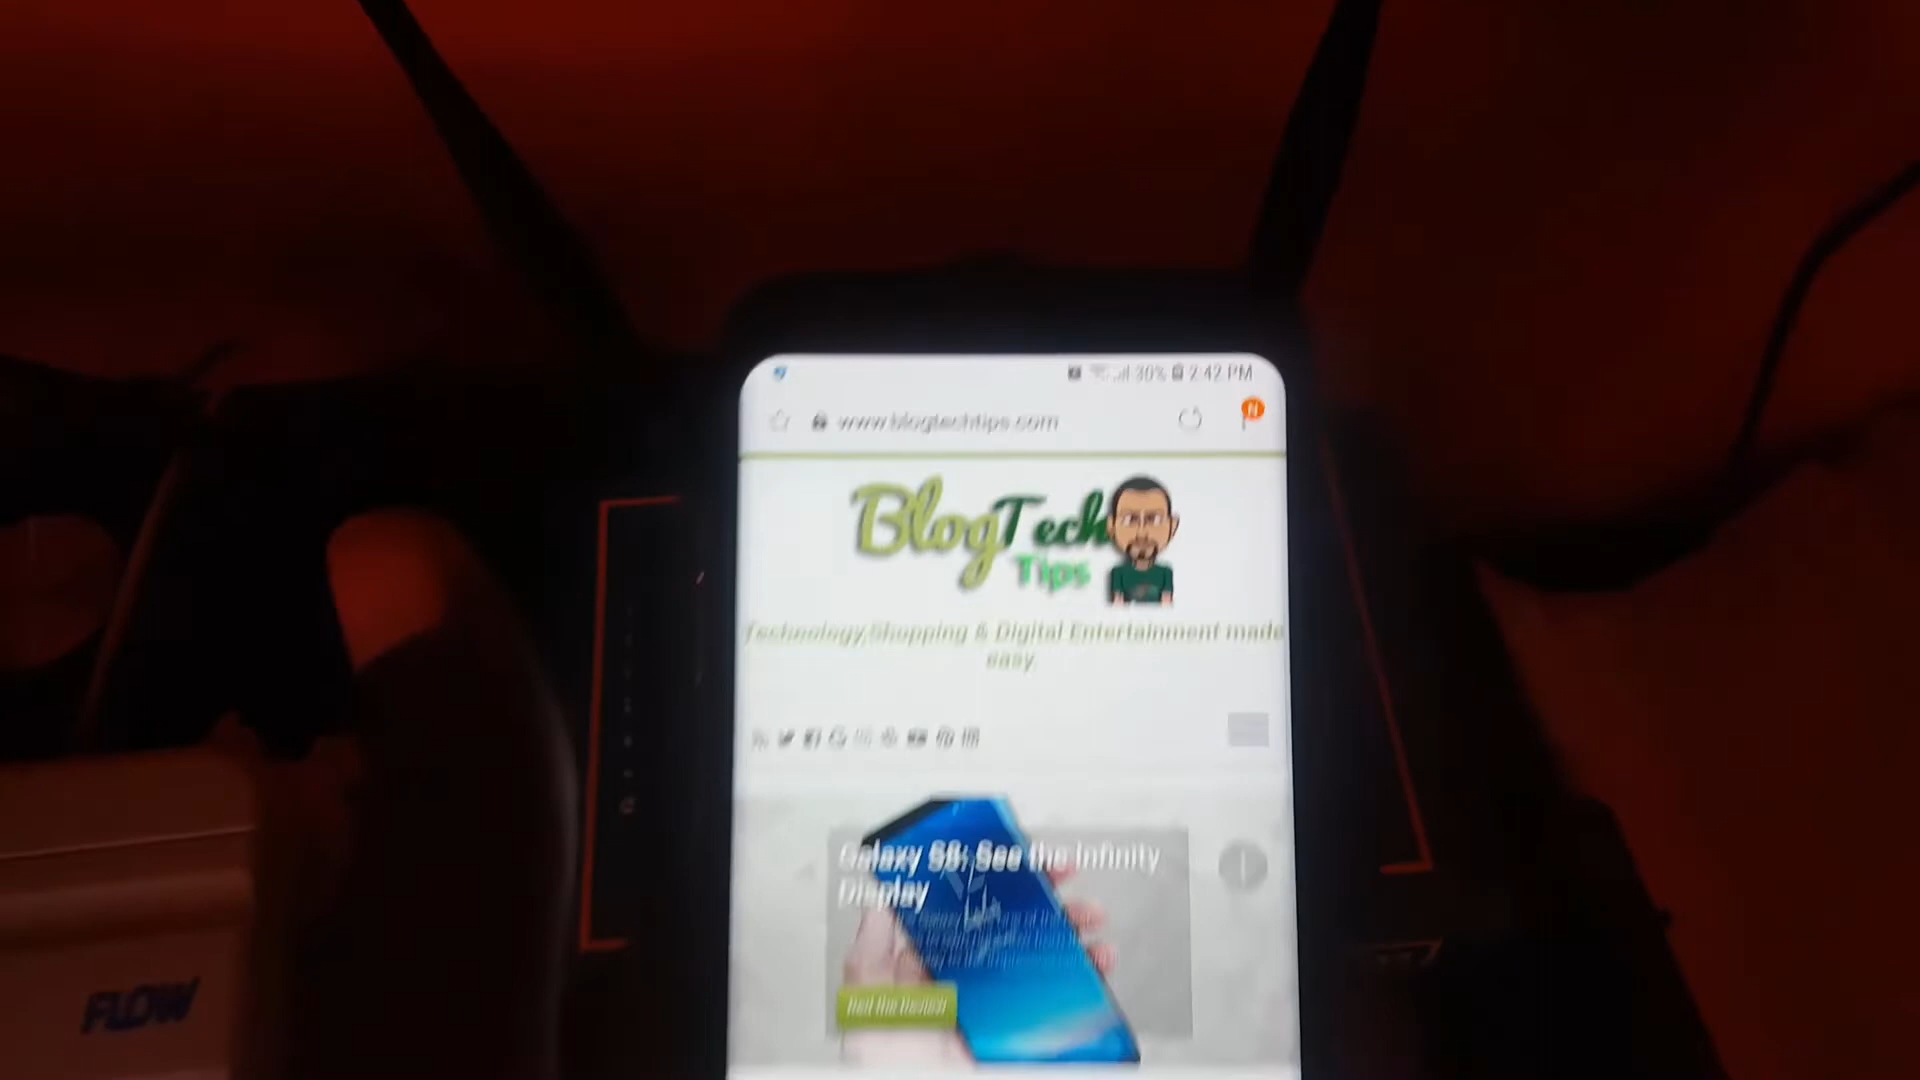 30% 2:42 PM
www.blogtechtips.com
N
BlogTech
Tips
Technology,Shopping & Digital Entertainment made
easy
Galaxy S8: See the Infinity
Display
FLOW